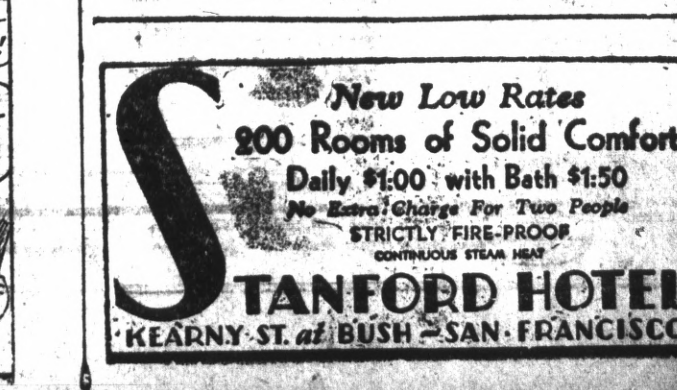 New Low Rates
200 Rooms of Solid Comfort
Daily $1:00 with Bath $1:50
No Extra Charge For Two People
STRICTLY FIRE-PROOF
CONTINUOUS STEAM HEAT
STANFORD HOTEL
KEARNY ST. at BUSH - SAN FRANCISCO